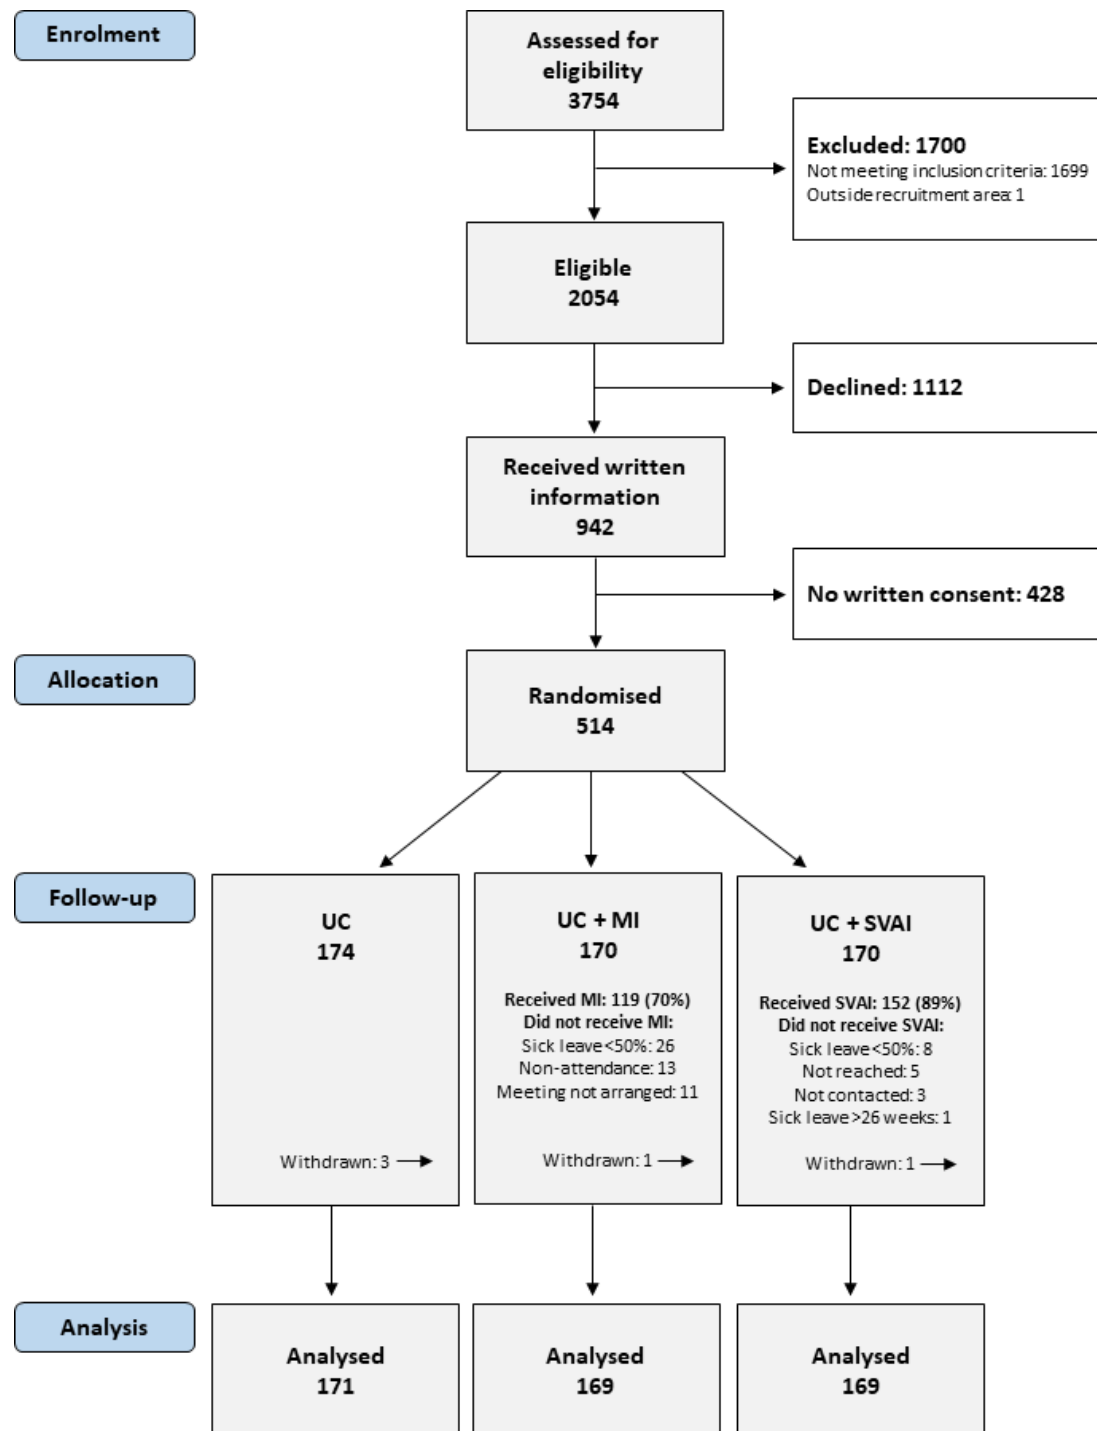 Enrolment
Assessed for
eligibility
3754
Excluded: 1700
Not meeting inclusion criteria: 1699
Outside recruitment area: 1
Eligible
2054
Declined: 1112
Received written
information
942
No written consent: 428
Allocation
Randomised
514
Follow-up
UC
174
Withdrawn: 3
UC + MI
170
Received MI: 119 (70%)
Did not receive MI:
Sick leave <50%: 26
Non-attendance: 13
Meeting not arranged: 11
Withdrawn: 1
UC + SVAI
170
Received SVAI: 152 (89%)
Did not receive SVAI:
Sick leave <50%: 8
Not reached: 5
Not contacted: 3
Sick leave >26 weeks: 1
Withdrawn: 1
Analysis
Analysed
171
Analysed
169
Analysed
169